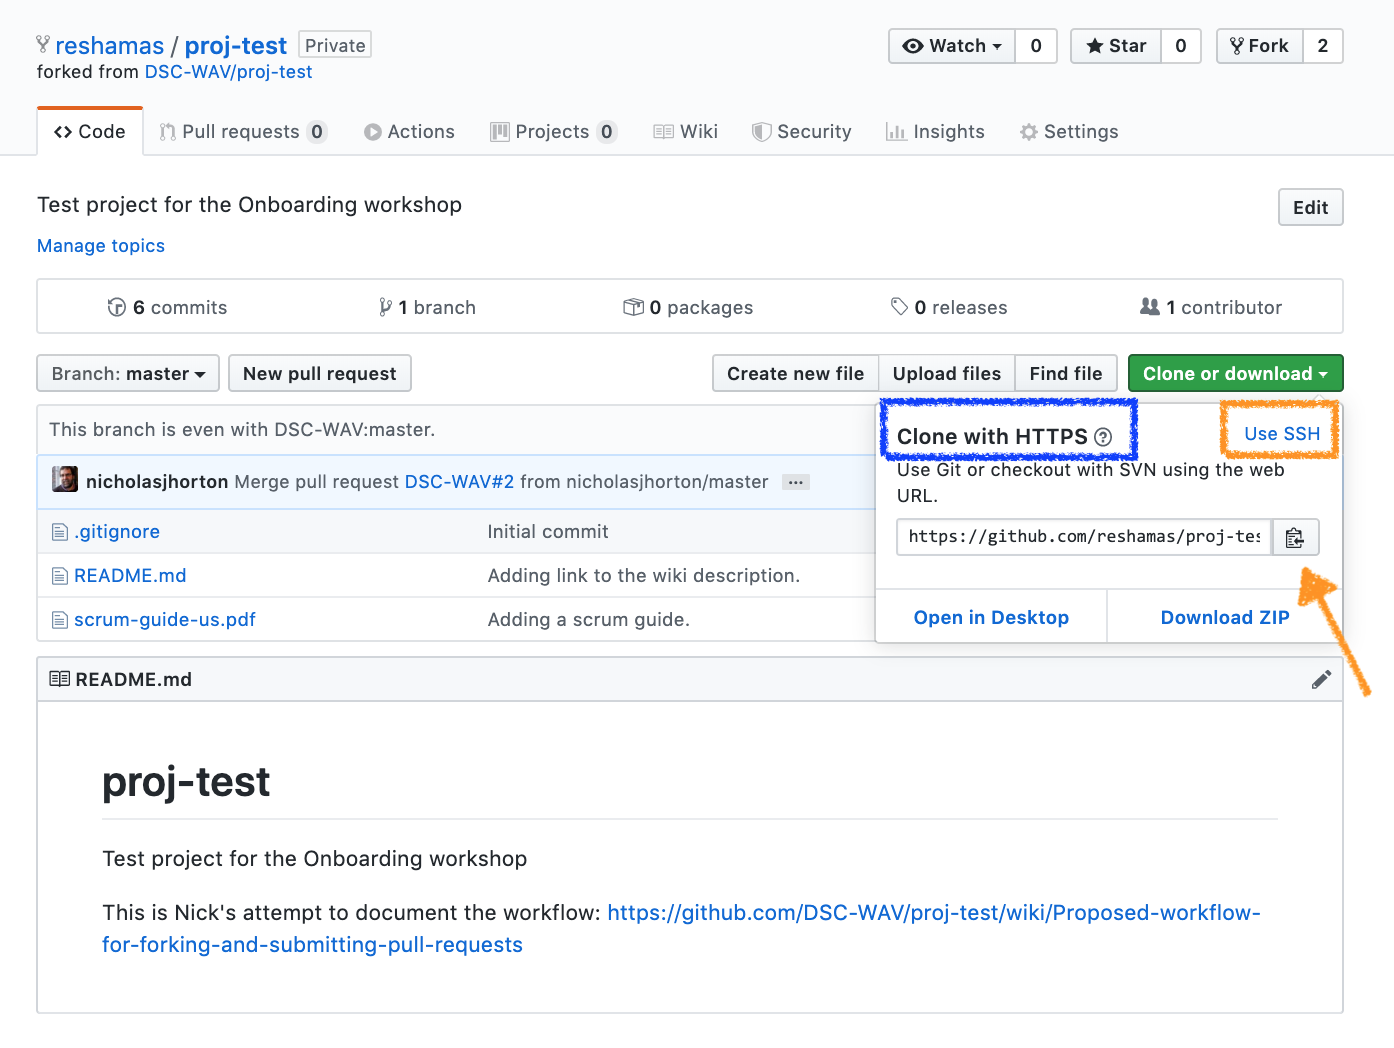 reshamas / proj-test Private
Watch 0 Star 0 Fork 2
forked from DSC-WAV/proj-test
Code Pull requests 0 Actions Projects 0 Wiki Security Insights Settings
Test project for the Onboarding workshop
Edit
Manage topics
6 commits 1 branch 0 packages 0 releases 1 contributor
Branch: master New pull request Create new file Upload files Find file Clone or download
This branch is even with DSC-WAV:master.
Clone with HTTPS Use SSH
Use Git or checkout with SVN using the web
URL.
https://github.com/reshamas/proj-tes
Open in Desktop Download ZIP
nicholasjhorton Merge pull request DSC-WAV#2 from nicholasjhorton/master ...
.gitignore Initial commit
README.md Adding link to the wiki description.
scrum-guide-us.pdf Adding a scrum guide.
README.md
proj-test
Test project for the Onboarding workshop
This is Nick's attempt to document the workflow: https://github.com/DSC-WAV/proj-test/wiki/Proposed-workflow-
for-forking-and-submitting-pull-requests